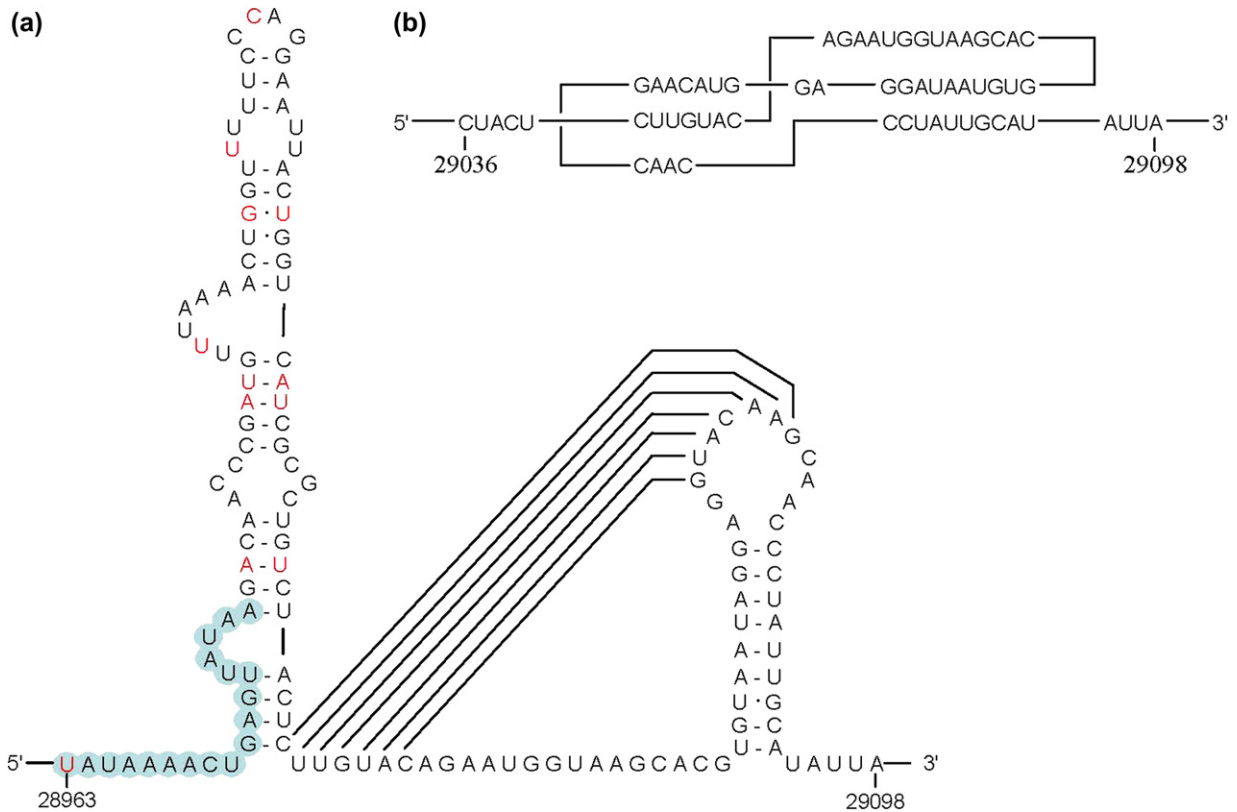 (a)
C A
C G
C - G
U - A
U - A
U U
U U
U - A
G - C
G · U
U · G
C - G
A - U
A A A
U U U
G - C
U - A
A - U
G - C
C - G
C C
C G
A C
A - U
C - G
A - U
G - C
A - U
A U A U
U - A
G - C
A - U
G - C
5' U A U A A A A C U
28963
U U G U A C A G A A U G G U A A G C A C G
U G U A A U A G G A G G U A C A A G C A A C C C U A U U G C A
U A U U A 3'
29098
(b)
AGAAUGGUAAGCAC
GAACAUG GA GGAUAAUGUG
5' CUACU CUUGUAC CCUAUUGCAU AUUA 3'
29036 CAAC 29098